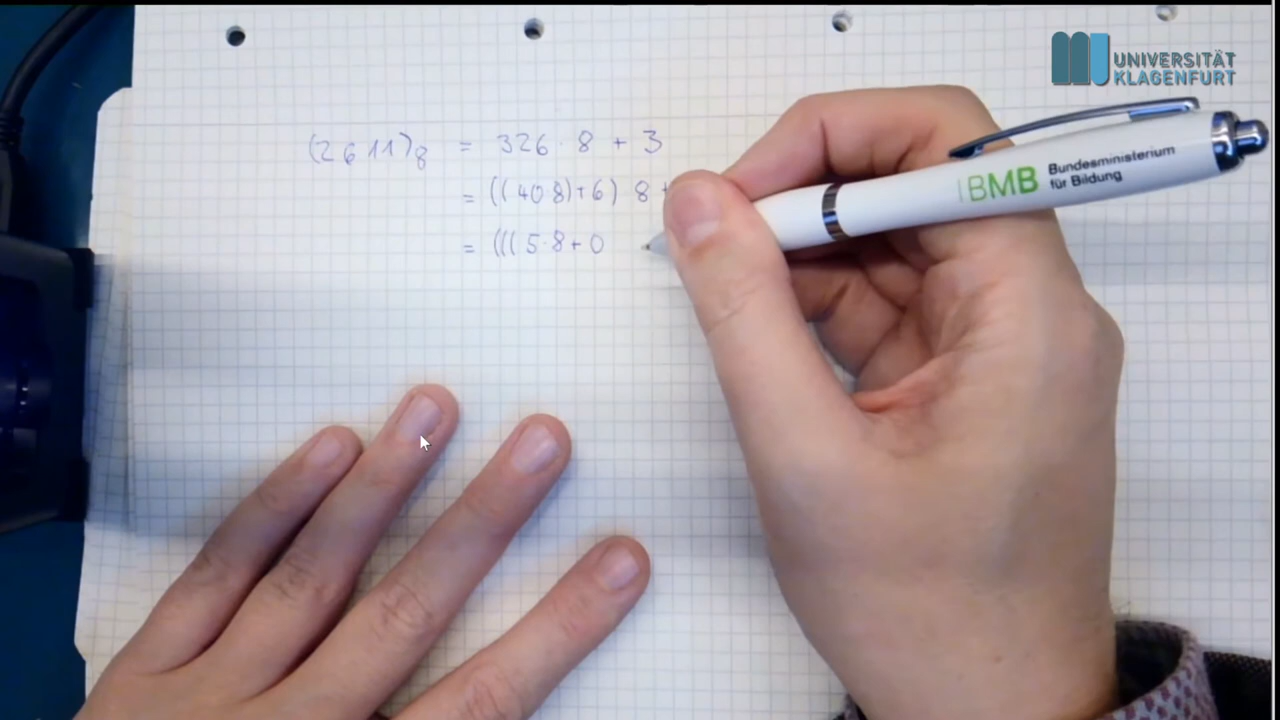 UNIVERSITÄT
KLAGENFURT
(2611)₈ = 326·8 + 3
= ((40·8)+6) 8 +
= (((5·8+0
BMB Bundesministerium
für Bildung